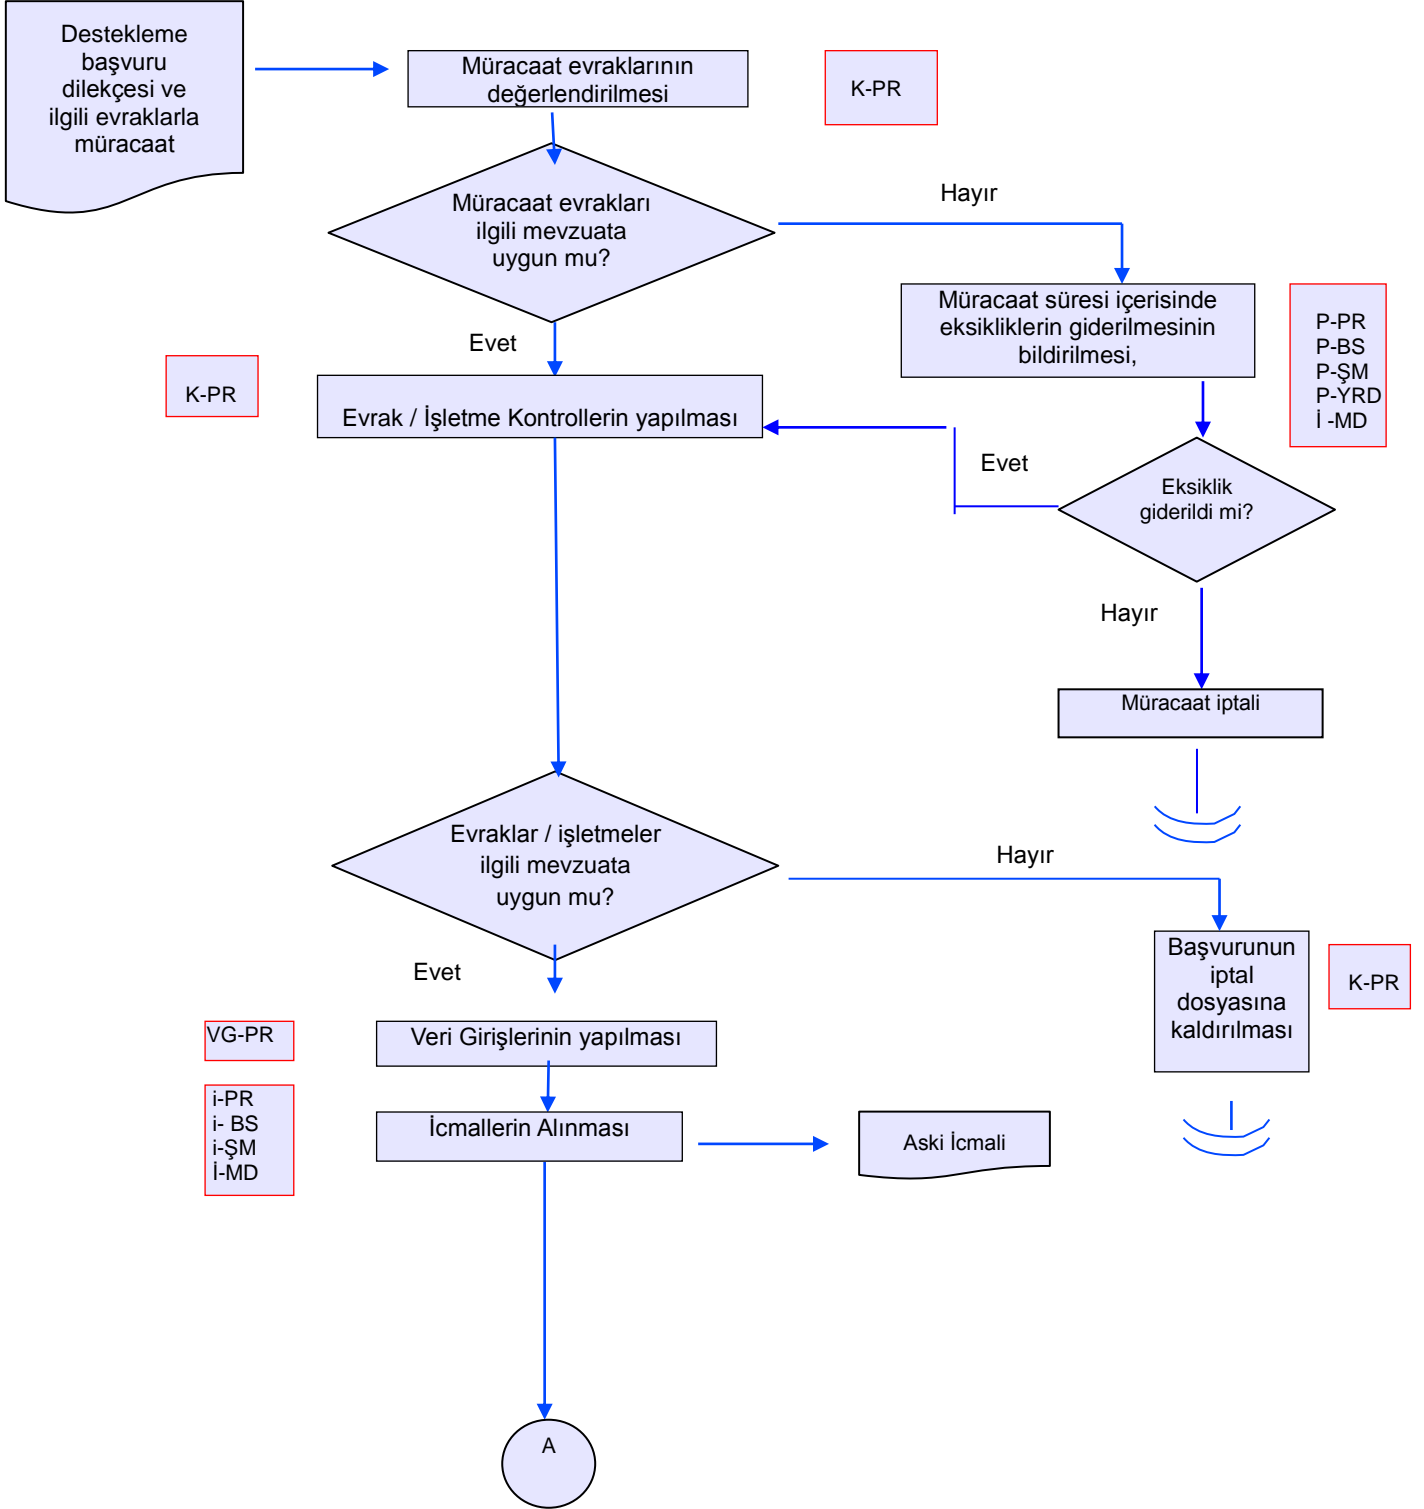 Destekleme
başvuru
dilekçesi ve
ilgili evraklarla
müracaat
Müracaat evraklarının
değerlendirilmesi
K-PR
Müracaat evrakları
ilgili mevzuata
uygun mu?
Hayır
Müracaat süresi içerisinde
eksikliklerin giderilmesinin
bildirilmesi,
P-PR
P-BS
P-ŞM
P-YRD
İ -MD
Evet
K-PR
Evrak / İşletme Kontrollerin yapılması
Evet
Eksiklik
giderildi mi?
Hayır
Müracaat iptali
Evraklar / işletmeler
ilgili mevzuata
uygun mu?
Hayır
Başvurunun
iptal
dosyasına
kaldırılması
K-PR
Evet
VG-PR
Veri Girişlerinin yapılması
i-PR
i- BS
i-ŞM
İ-MD
İcmallerin Alınması
Aski İcmali
A